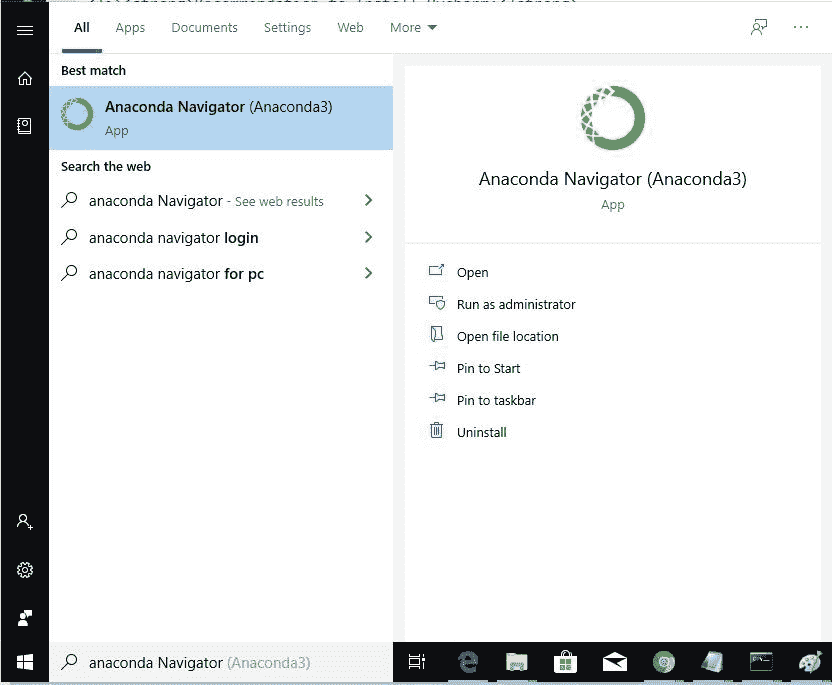 All Apps Documents Settings Web More
Best match
Anaconda Navigator (Anaconda3)
App
Search the web
anaconda Navigator - See web results
anaconda navigator login
anaconda navigator for pc
Anaconda Navigator (Anaconda3)
App
Open
Run as administrator
Open file location
Pin to Start
Pin to taskbar
Uninstall
anaconda Navigator (Anaconda3)